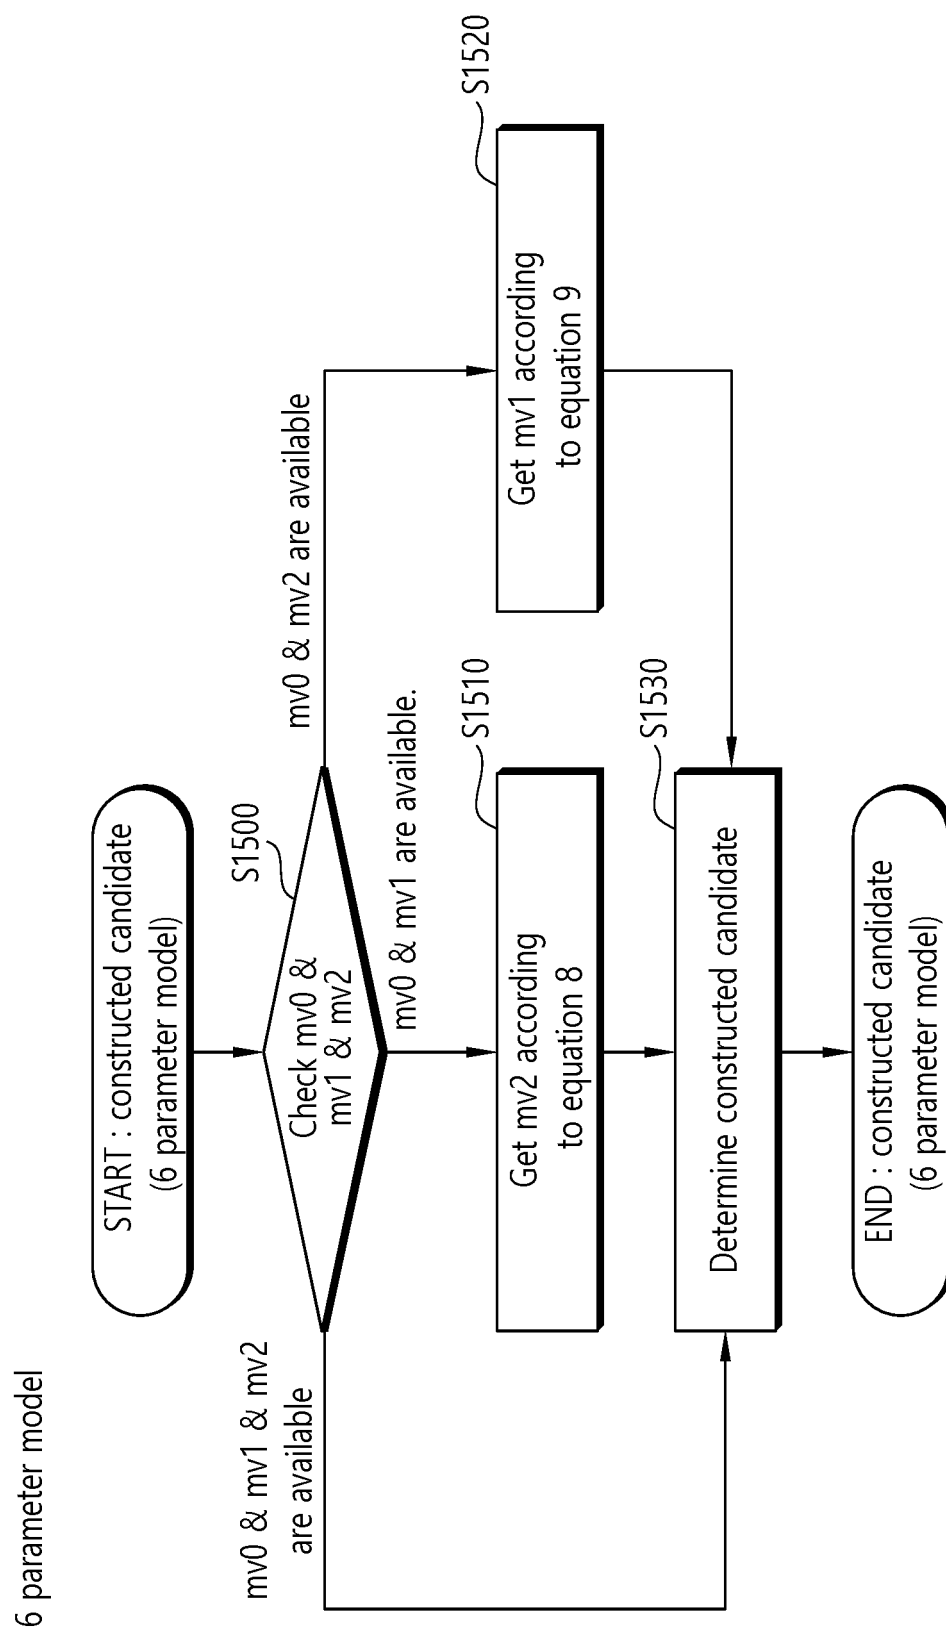 6 parameter model
START : constructed candidate
(6 parameter model)
S1500
Check mv0 &
mv1 & mv2
mv0 & mv1 & mv2
are available
mv0 & mv1 are available.
mv0 & mv2 are available
S1510
Get mv2 according
to equation 8
S1520
Get mv1 according
to equation 9
S1530
Determine constructed candidate
END : constructed candidate
(6 parameter model)